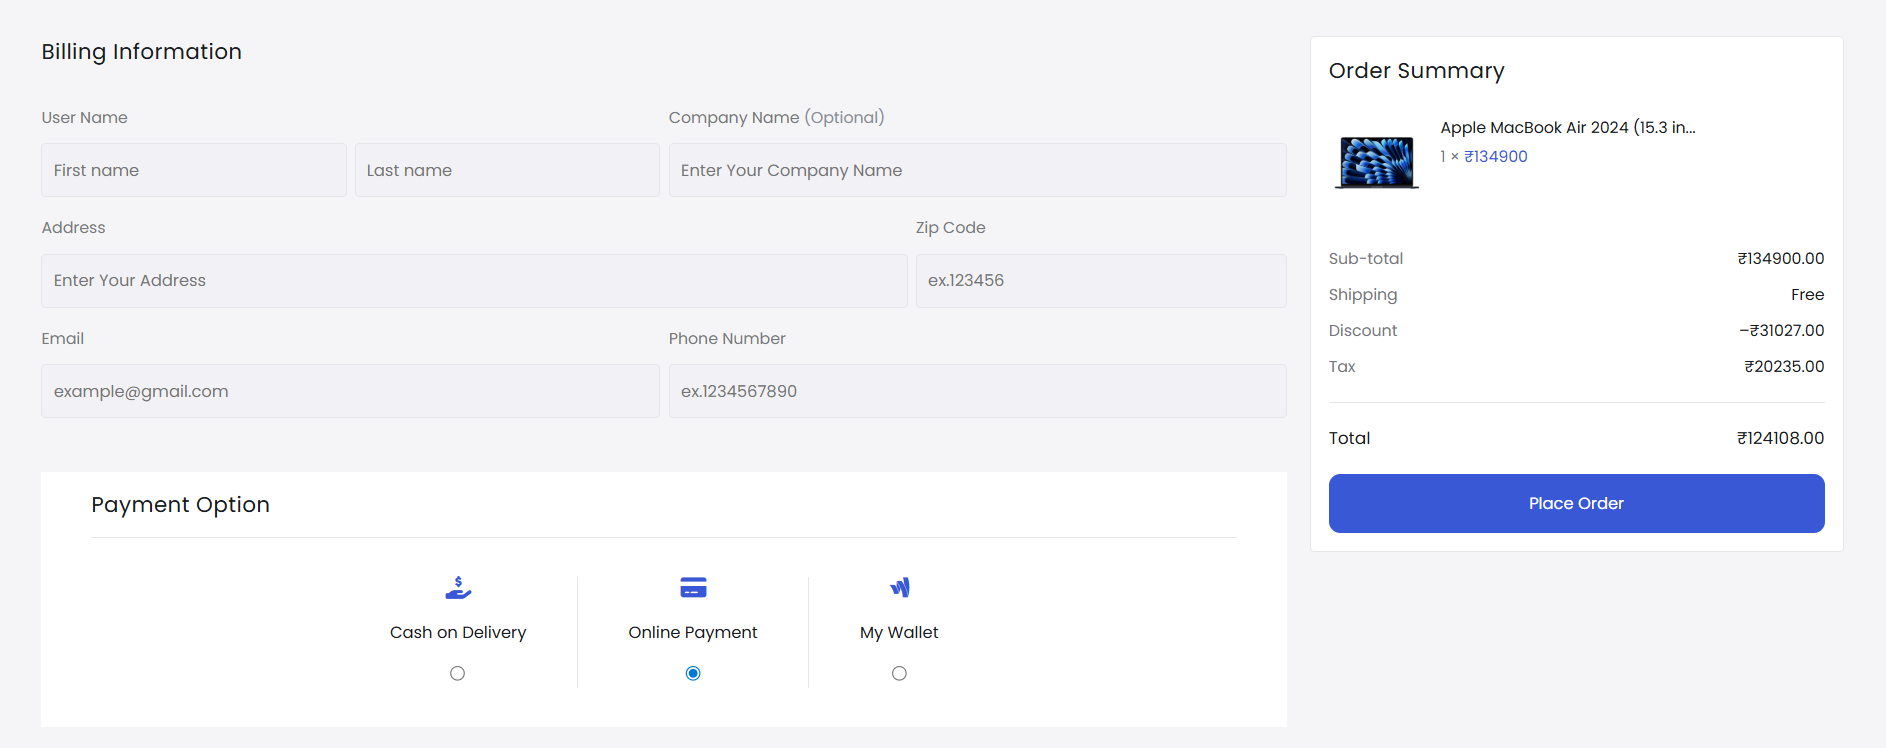 Billing Information
User Name
First name
Last name
Company Name (Optional)
Enter Your Company Name
Address
Enter Your Address
Zip Code
ex.123456
Email
example@gmail.com
Phone Number
ex.1234567890
Payment Option
Cash on Delivery
Online Payment
My Wallet
Order Summary
Apple MacBook Air 2024 (15.3 in...
1 × ₹134900
Sub-total ₹134900.00
Shipping Free
Discount −₹31027.00
Tax ₹20235.00
Total ₹124108.00
Place Order